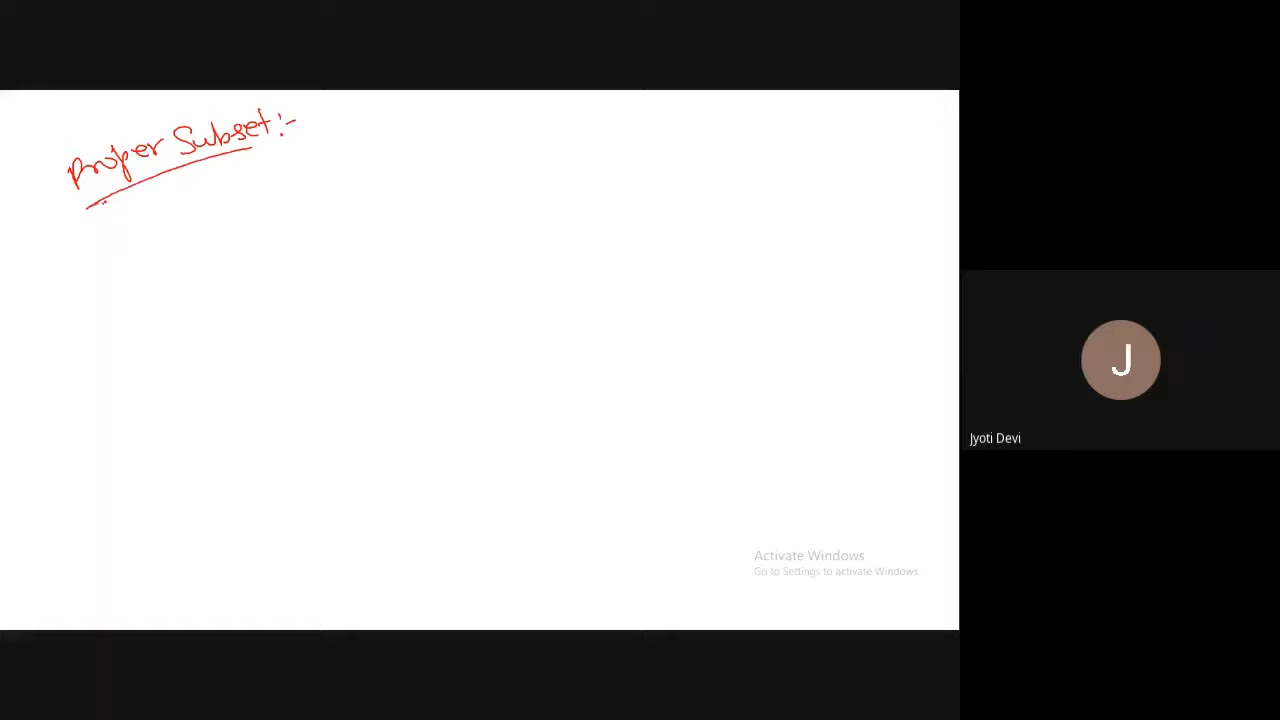 Proper Subset :-
J
Jyoti Devi
Activate Windows
Go to Settings to activate Windows.